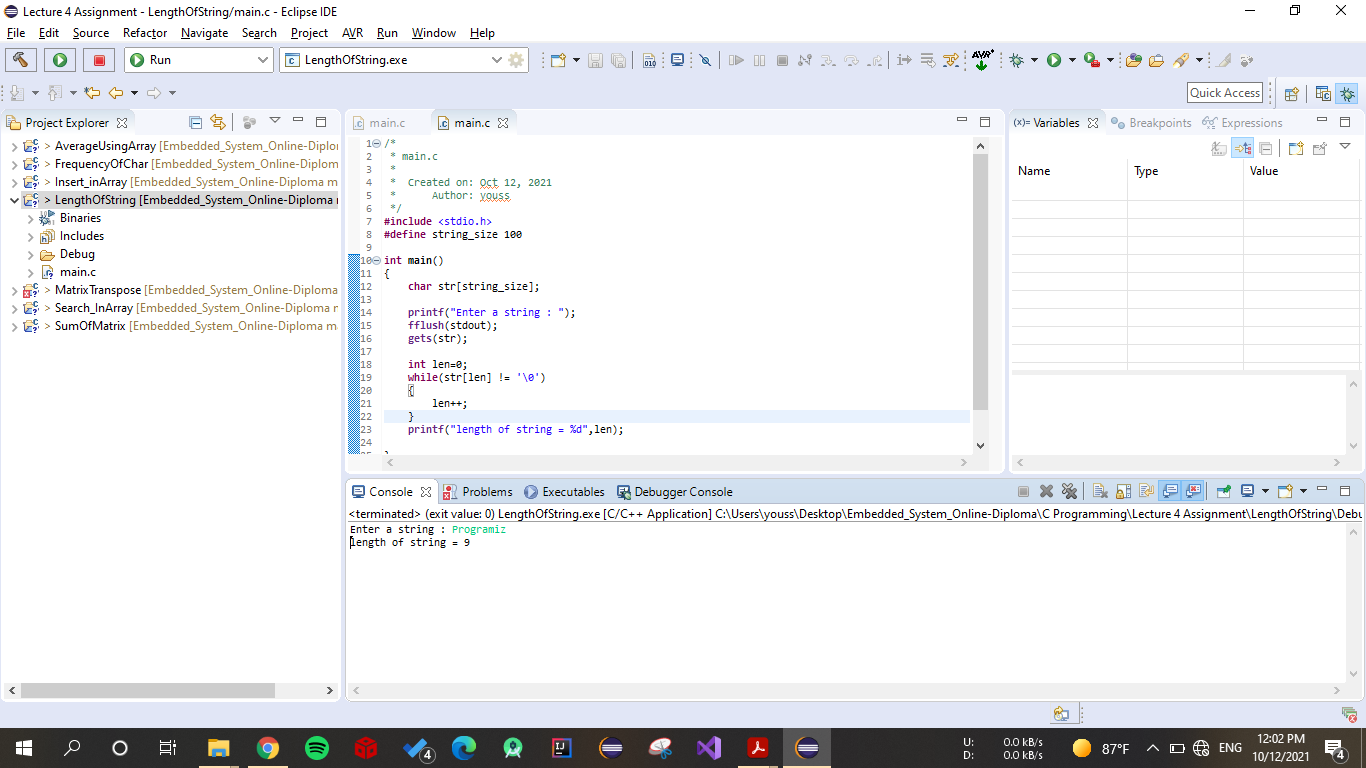 Lecture 4 Assignment - LengthOfString/main.c - Eclipse IDE
File Edit Source Refactor Navigate Search Project AVR Run Window Help
Run
LengthOfString.exe
010
AVR
Quick Access
Project Explorer
> AverageUsingArray [Embedded_System_Online-Diplom
> FrequencyOfChar [Embedded_System_Online-Diplom
> Insert_inArray [Embedded_System_Online-Diploma m
> LengthOfString [Embedded_System_Online-Diploma r
Binaries
Includes
Debug
main.c
> MatrixTranspose [Embedded_System_Online-Diploma
> Search_InArray [Embedded_System_Online-Diploma r
> SumOfMatrix [Embedded_System_Online-Diploma ma
main.c
main.c
1 /*
2  * main.c
3  *
4  *  Created on: Oct 12, 2021
5  *      Author: youss
6  */
7 #include <stdio.h>
8 #define string_size 100
9
10 int main()
11 {
12     char str[string_size];
13
14     printf("Enter a string : ");
15     fflush(stdout);
16     gets(str);
17
18     int len=0;
19     while(str[len] != '\0')
20     {
21         len++;
22     }
23     printf("length of string = %d",len);
24
(x)= Variables
Breakpoints
Expressions
Name Type Value
Console
Problems
Executables
Debugger Console
<terminated> (exit value: 0) LengthOfString.exe [C/C++ Application] C:\Users\youss\Desktop\Embedded_System_Online-Diploma\C Programming\Lecture 4 Assignment\LengthOfString\Debu
Enter a string : Programiz
length of string = 9
4
U: 0.0 kB/s
D: 0.0 kB/s
87°F
ENG
12:02 PM
10/12/2021
4